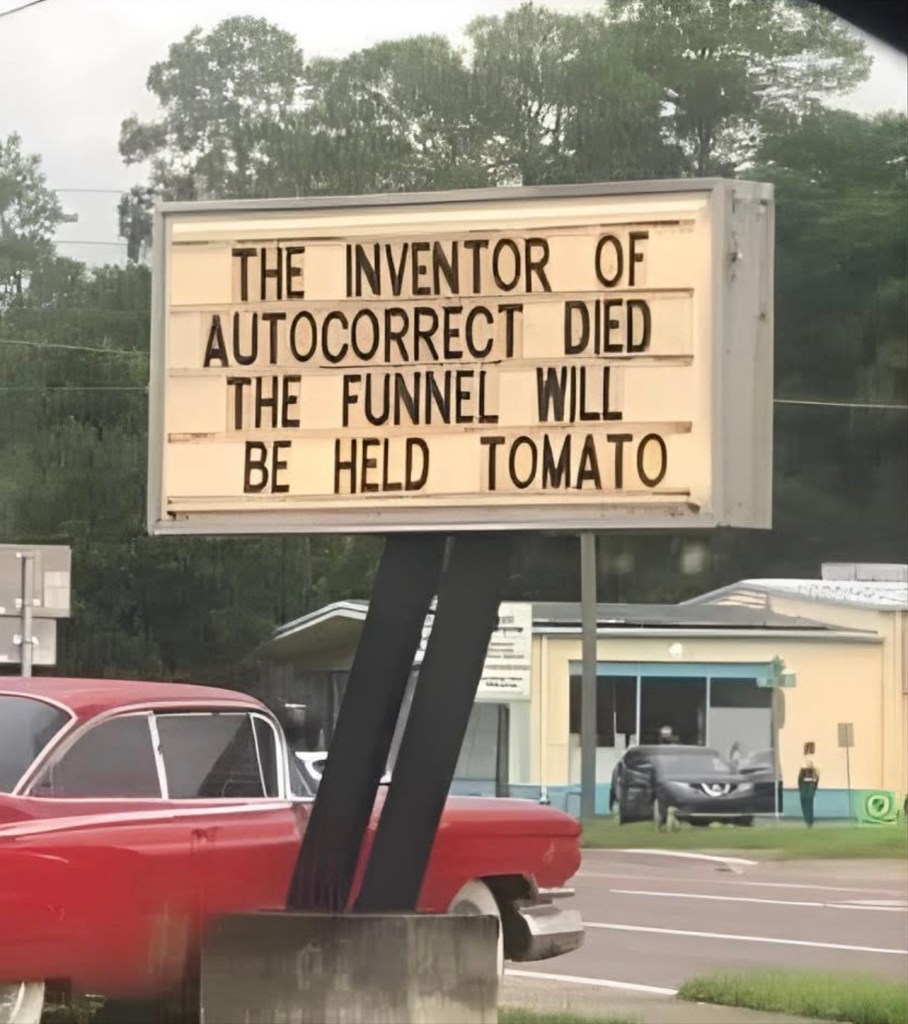 THE INVENTOR OF
AUTOCORRECT DIED
THE FUNNEL WILL
BE HELD TOMATO